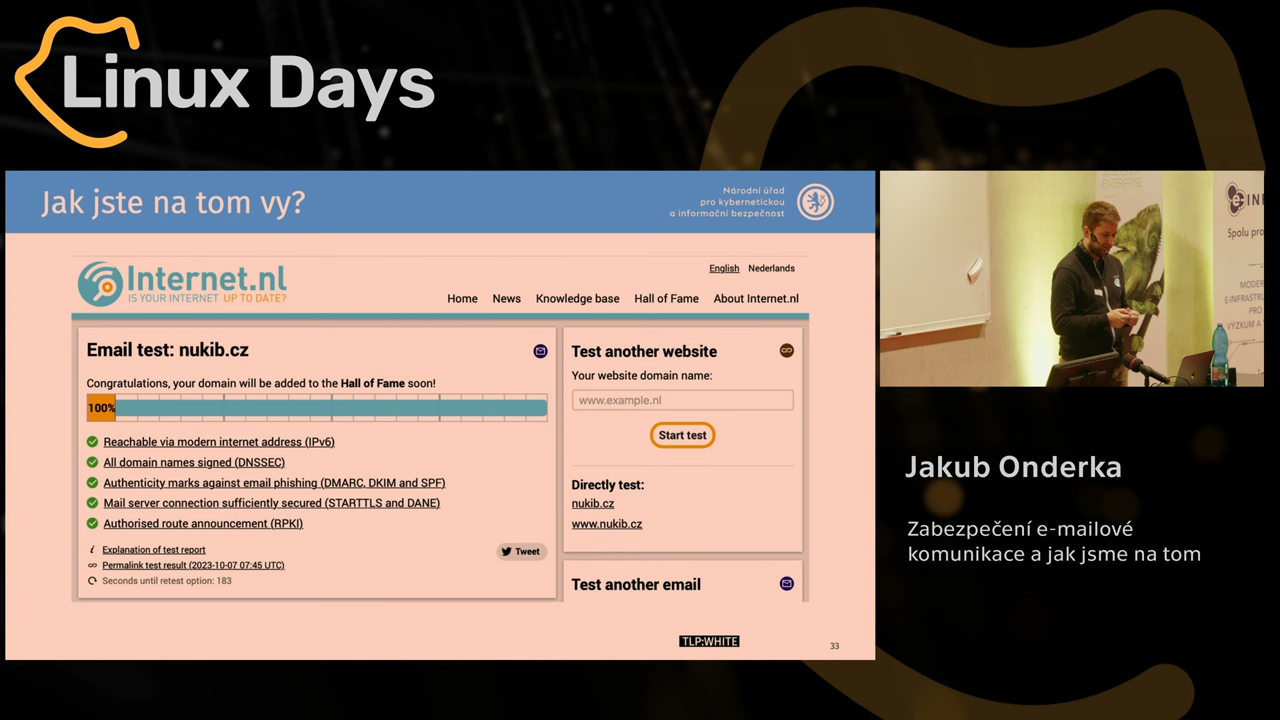 Linux Days
Jak jste na tom vy?
Národní úřad
pro kybernetickou
a informační bezpečnost
Internet.nl
IS YOUR INTERNET UP TO DATE?
English Nederlands
Home News Knowledge base Hall of Fame About Internet.nl
Email test: nukib.cz
Congratulations, your domain will be added to the Hall of Fame soon!
100%
Reachable via modern internet address (IPv6)
All domain names signed (DNSSEC)
Authenticity marks against email phishing (DMARC, DKIM and SPF)
Mail server connection sufficiently secured (STARTTLS and DANE)
Authorised route announcement (RPKI)
Explanation of test report
Permalink test result (2023-10-07 07:45 UTC)
Seconds until retest option: 183
Tweet
Test another website
Your website domain name:
www.example.nl
Start test
Directly test:
nukib.cz
www.nukib.cz
Test another email
TLP:WHITE
33
ENTERPRISE
Spolu pro
MODER
E-INFRASTRU
PRO
VÝZKUM A
Jakub Onderka
Zabezpečení e-mailové
komunikace a jak jsme na tom